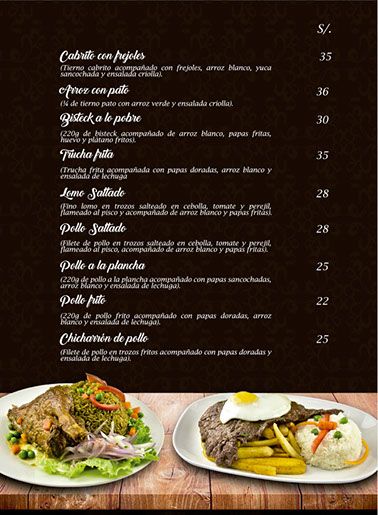 S/.
Cabrito con frejoles 35
(Tierno cabrito acompañado con frejoles, arroz blanco, yuca
sancochada y ensalada criolla).
Arroz con pato 36
(¼ de tierno pato con arroz verde y ensalada criolla).
Bisteck a lo pobre 30
(220g de bisteck acompañado de arroz blanco, papas fritas,
huevo y plátano fritos).
Trucha frita 35
(Trucha frita acompañada con papas doradas, arroz blanco y
ensalada de lechuga
Lomo Saltado 28
(Fino lomo en trozos salteado en cebolla, tomate y perejil,
flameado al pisco y acompañado de arroz blanco y papas fritas).
Pollo Saltado 28
(Filete de pollo en trozos salteado en cebolla, tomate y perejil,
flameado al pisco, acompañado de arroz blanco y papas fritas).
Pollo a la plancha 25
(220g de pollo a la plancha acompañado con papas sancochadas,
arroz blanco y ensalada de lechuga).
Pollo frito 22
(220g de pollo frito acompañado con papas doradas, arroz
blanco y ensalada de lechuga).
Chicharrón de pollo 25
(Filete de pollo en trozos fritos acompañado con papas doradas y
ensalada de lechuga).